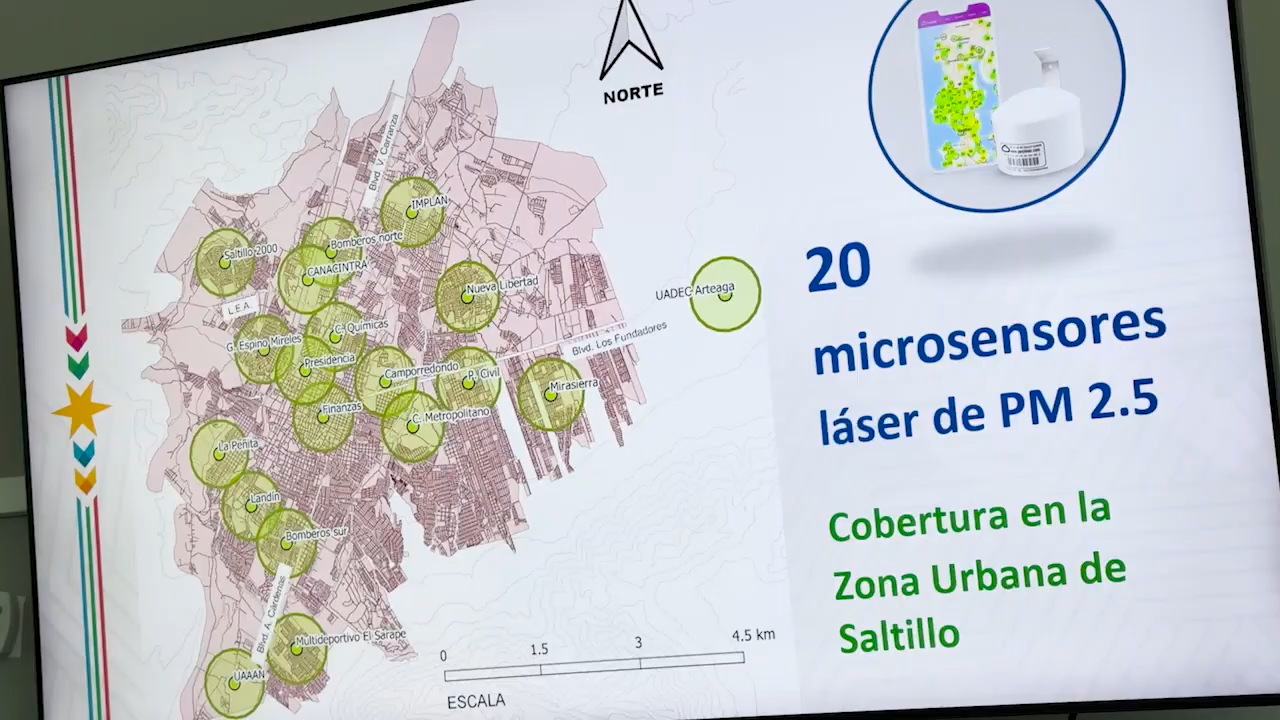 NORTE
Blvd. V. Carranza
IMPLAN
Bomberos norte
Saltillo 2000
CANACINTRA
Nueva Libertad
UADEC Arteaga
L.E.A.
C. Quimicas
G. Espino Mireles
Blvd. Los Fundadores
Presidencia
Camporredondo
P. Civil
Mirasierra
Finanzas
C. Metropolitano
La Peñita
Landín
Bomberos sur
Blvd. A. Cárdenas
Multideportivo El Sarape
UAAAN
0 1.5 3 4.5 km
ESCALA
20
microsensores
láser de PM 2.5
Cobertura en la
Zona Urbana de
Saltillo